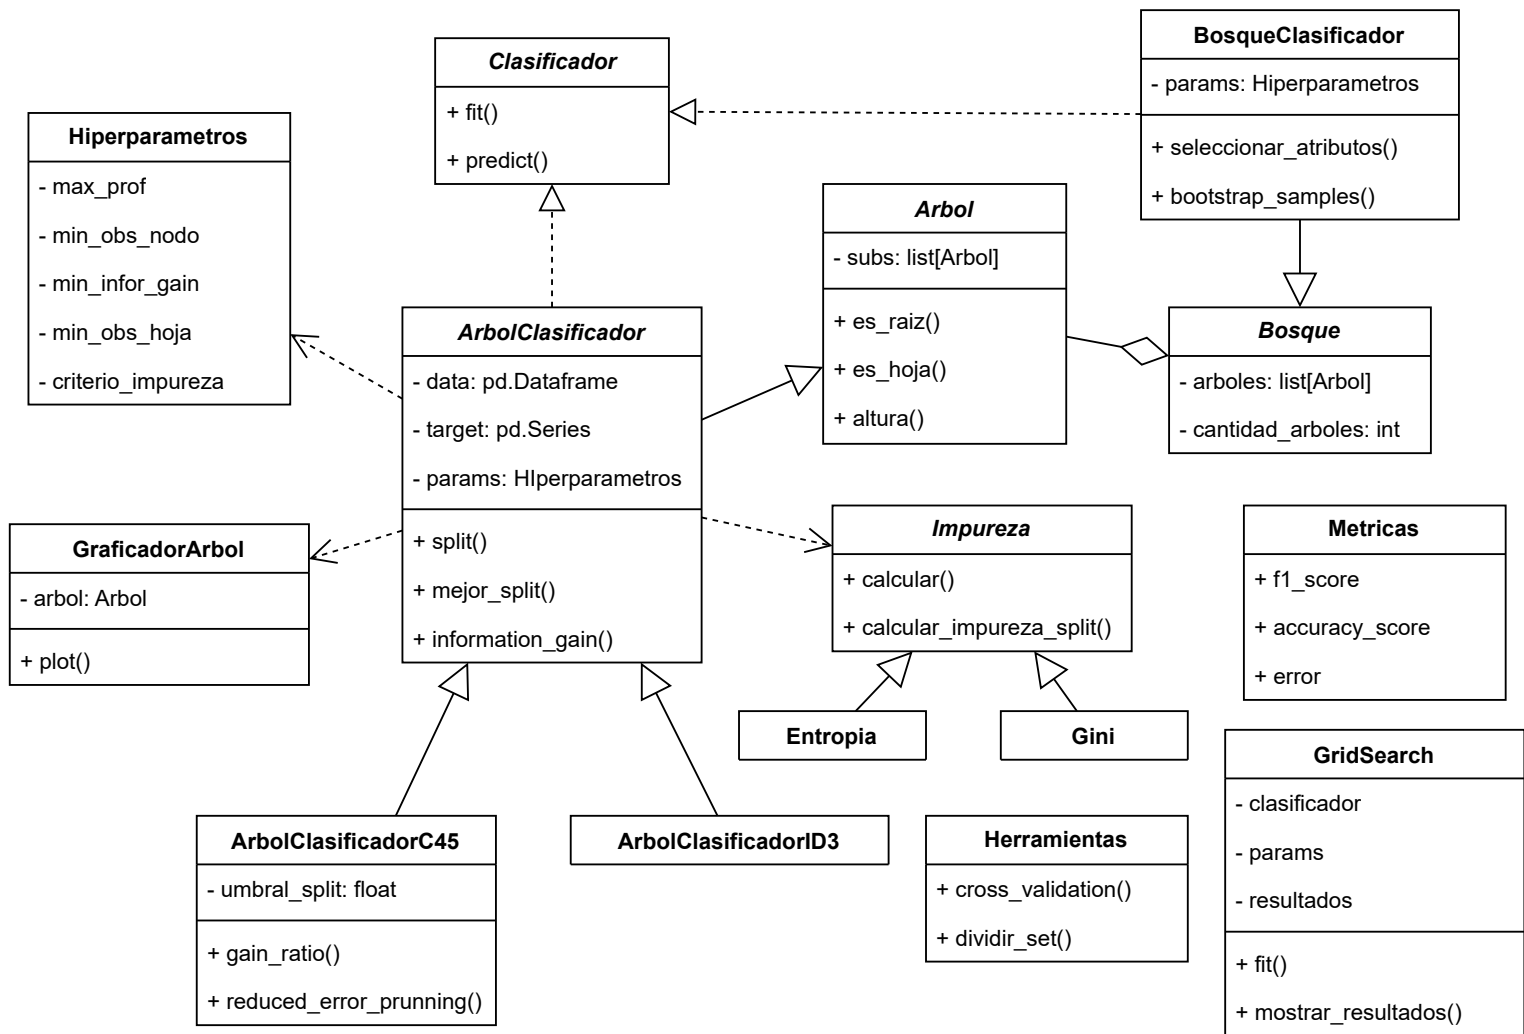 Clasificador
+ fit()
+ predict()
BosqueClasificador
- params: Hiperparametros
+ seleccionar_atributos()
+ bootstrap_samples()
Hiperparametros
- max_prof
- min_obs_nodo
- min_infor_gain
- min_obs_hoja
- criterio_impureza
Arbol
- subs: list[Arbol]
+ es_raiz()
+ es_hoja()
+ altura()
ArbolClasificador
- data: pd.Dataframe
- target: pd.Series
- params: HIperparametros
+ split()
+ mejor_split()
+ information_gain()
Bosque
- arboles: list[Arbol]
- cantidad_arboles: int
GraficadorArbol
- arbol: Arbol
+ plot()
Impureza
+ calcular()
+ calcular_impureza_split()
Metricas
+ f1_score
+ accuracy_score
+ error
Entropia
Gini
GridSearch
- clasificador
- params
- resultados
+ fit()
+ mostrar_resultados()
ArbolClasificadorC45
- umbral_split: float
+ gain_ratio()
+ reduced_error_prunning()
ArbolClasificadorID3
Herramientas
+ cross_validation()
+ dividir_set()